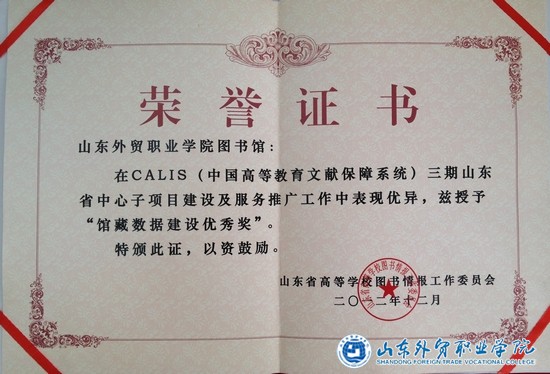 荣誉证书
山东外贸职业学院图书馆：
在CALIS（中国高等教育文献保障系统）三期山东
省中心子项目建设及服务推广工作中表现优异，兹授予
“馆藏数据建设优秀奖”。
特颁此证，以资鼓励。
山东省高等学校图书情报工作委员会
二〇一二年十二月
山东外贸职业学院
SHANDONG FOREIGN TRADE VOCATIONAL COLLEGE